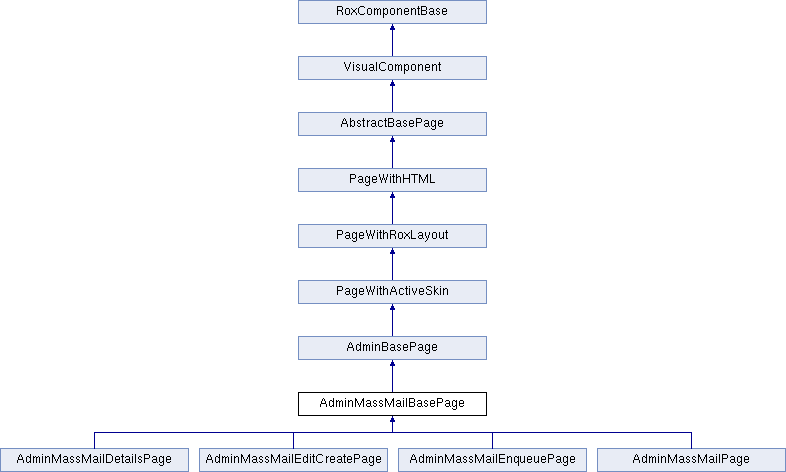 RoxComponentBase
VisualComponent
AbstractBasePage
PageWithHTML
PageWithRoxLayout
PageWithActiveSkin
AdminBasePage
AdminMassMailBasePage
AdminMassMailDetailsPage
AdminMassMailEditCreatePage
AdminMassMailEnqueuePage
AdminMassMailPage